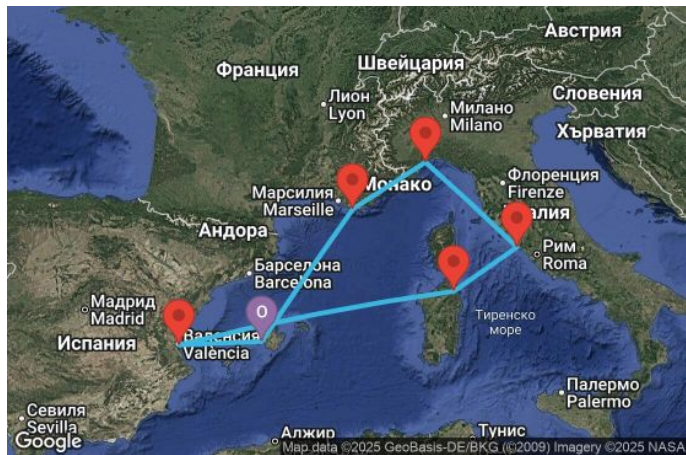 Австрия
Швейцария
Франция
Словения
Лион
Lyon
Милано
Milano
Хърватия
Монако
Флоренция
Firenze
Марсилия
Marseille
Андора
Рим
Roma
Барселона
Barcelona
Мадрид
Madrid
O
Валенсия
València
Испания
Тиренско
море
Палермо
Palermo
Севиля
Sevilla
Алжир
Тунис
Google
Map data ©2025 GeoBasis-DE/BKG (©2009) Imagery ©2025 NASA